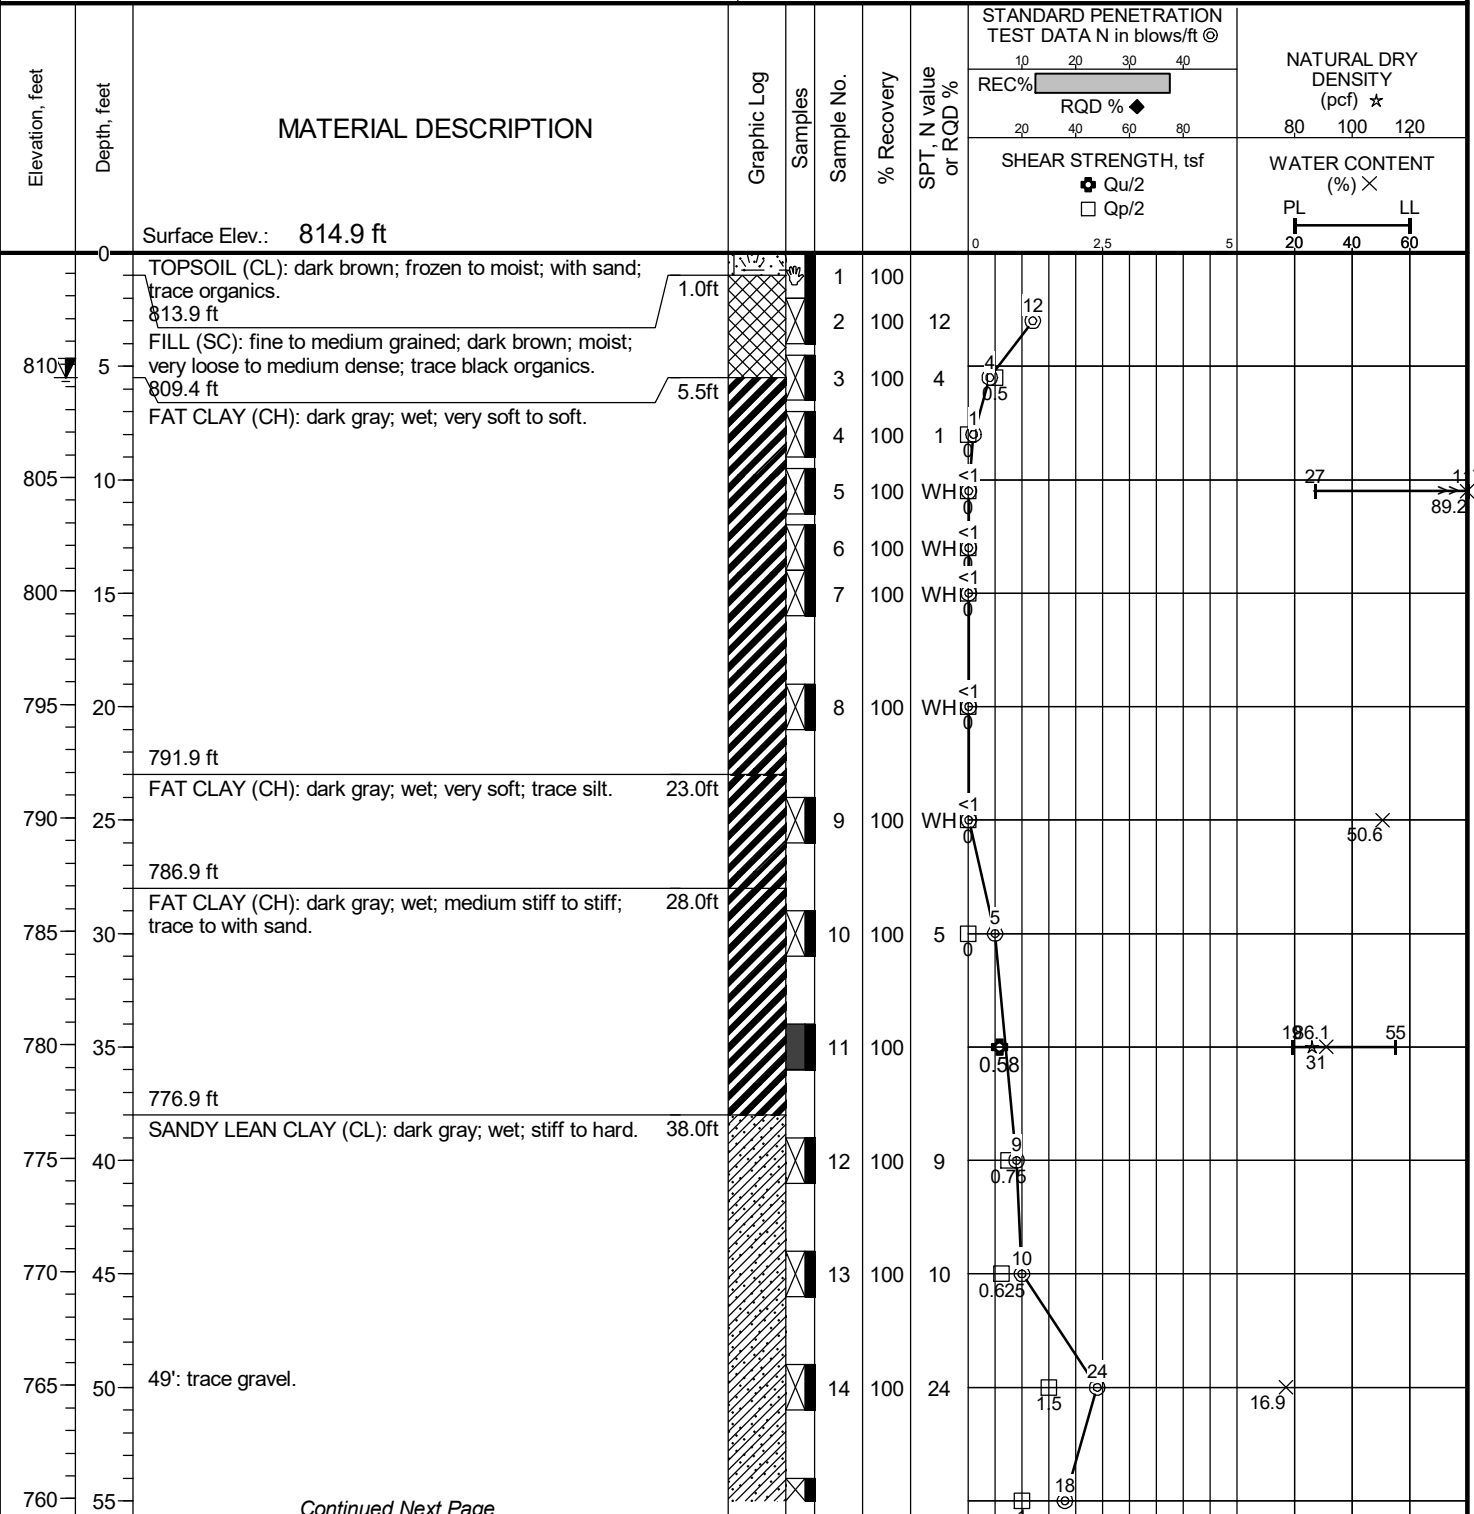 STANDARD PENETRATION
TEST DATA N in blows/ft
10 20 30 40
REC%
RQD %
20 40 60 80
SHEAR STRENGTH, tsf
Qu/2
Qp/2
0 2,5 5
NATURAL DRY
DENSITY
(pcf)
80 100 120
WATER CONTENT
(%)
PL LL
20 40 60
Elevation, feet
Depth, feet
MATERIAL DESCRIPTION
Graphic Log
Samples
Sample No.
% Recovery
SPT, N value
or RQD %
Surface Elev.: 814.9 ft
0
TOPSOIL (CL): dark brown; frozen to moist; with sand;
trace organics.
1.0ft
813.9 ft
1 100
2 100 12 12
FILL (SC): fine to medium grained; dark brown; moist;
very loose to medium dense; trace black organics.
810 5
809.4 ft
5.5ft
3 100 4 4 0.5
FAT CLAY (CH): dark gray; wet; very soft to soft.
4 100 1 1 0
805 10
5 100 WH <1 0 27 89.2
6 100 WH <1 0
800 15
7 100 WH <1 0
795 20
8 100 WH <1 0
791.9 ft
FAT CLAY (CH): dark gray; wet; very soft; trace silt. 23.0ft
790 25
9 100 WH <1 0 50.6
786.9 ft
FAT CLAY (CH): dark gray; wet; medium stiff to stiff; 28.0ft
trace to with sand.
785 30
10 100 5 5 0
780 35
11 100 0.58 19 86.1 55 31
776.9 ft
SANDY LEAN CLAY (CL): dark gray; wet; stiff to hard. 38.0ft
775 40
12 100 9 9 0.75
770 45
13 100 10 10 0.625
49': trace gravel.
765 50
14 100 24 24 1.5 16.9
760 55
18
Continued Next Page